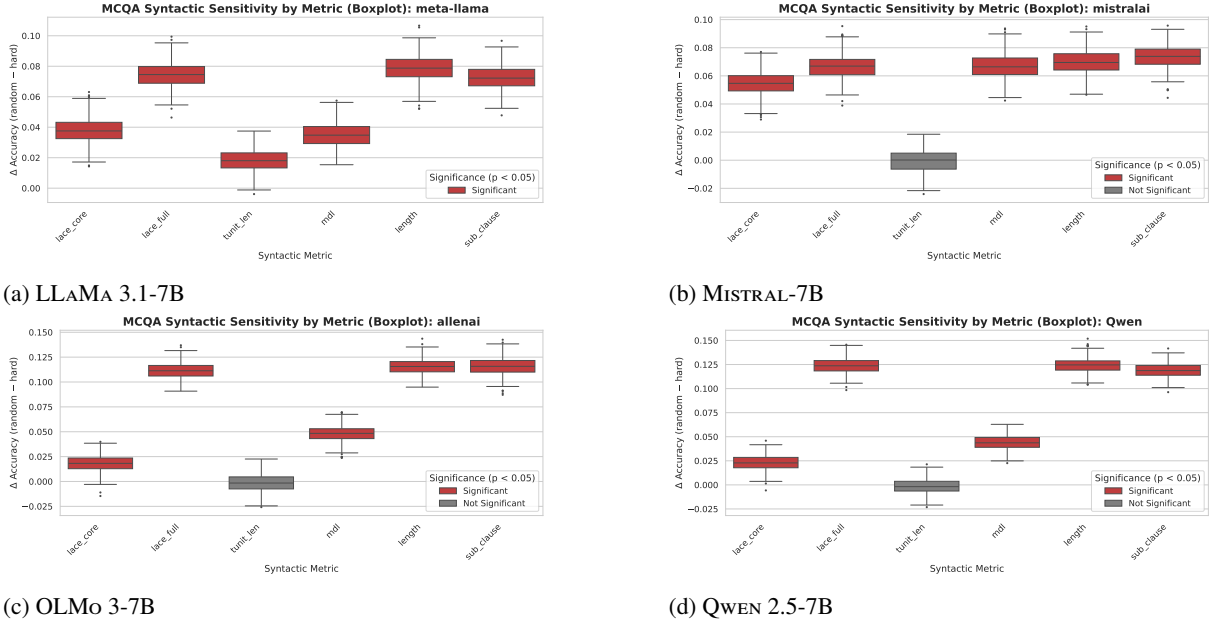 MCQA Syntactic Sensitivity by Metric (Boxplot): meta-llama
Δ Accuracy (random − hard)
0.10
0.08
0.06
0.04
0.02
0.00
Significance (p < 0.05)
Significant
lace_core
lace_full
tunit_len
mdl
length
sub_clause
Syntactic Metric
(a) LLaMa 3.1-7B
MCQA Syntactic Sensitivity by Metric (Boxplot): mistralai
Δ Accuracy (random − hard)
0.10
0.08
0.06
0.04
0.02
0.00
−0.02
Significance (p < 0.05)
Significant
Not Significant
lace_core
lace_full
tunit_len
mdl
length
sub_clause
Syntactic Metric
(b) Mistral-7B
MCQA Syntactic Sensitivity by Metric (Boxplot): allenai
Δ Accuracy (random − hard)
0.150
0.125
0.100
0.075
0.050
0.025
0.000
−0.025
Significance (p < 0.05)
Significant
Not Significant
lace_core
lace_full
tunit_len
mdl
length
sub_clause
Syntactic Metric
(c) OLMo 3-7B
MCQA Syntactic Sensitivity by Metric (Boxplot): Qwen
Δ Accuracy (random − hard)
0.150
0.125
0.100
0.075
0.050
0.025
0.000
−0.025
Significance (p < 0.05)
Significant
Not Significant
lace_core
lace_full
tunit_len
mdl
length
sub_clause
Syntactic Metric
(d) Qwen 2.5-7B